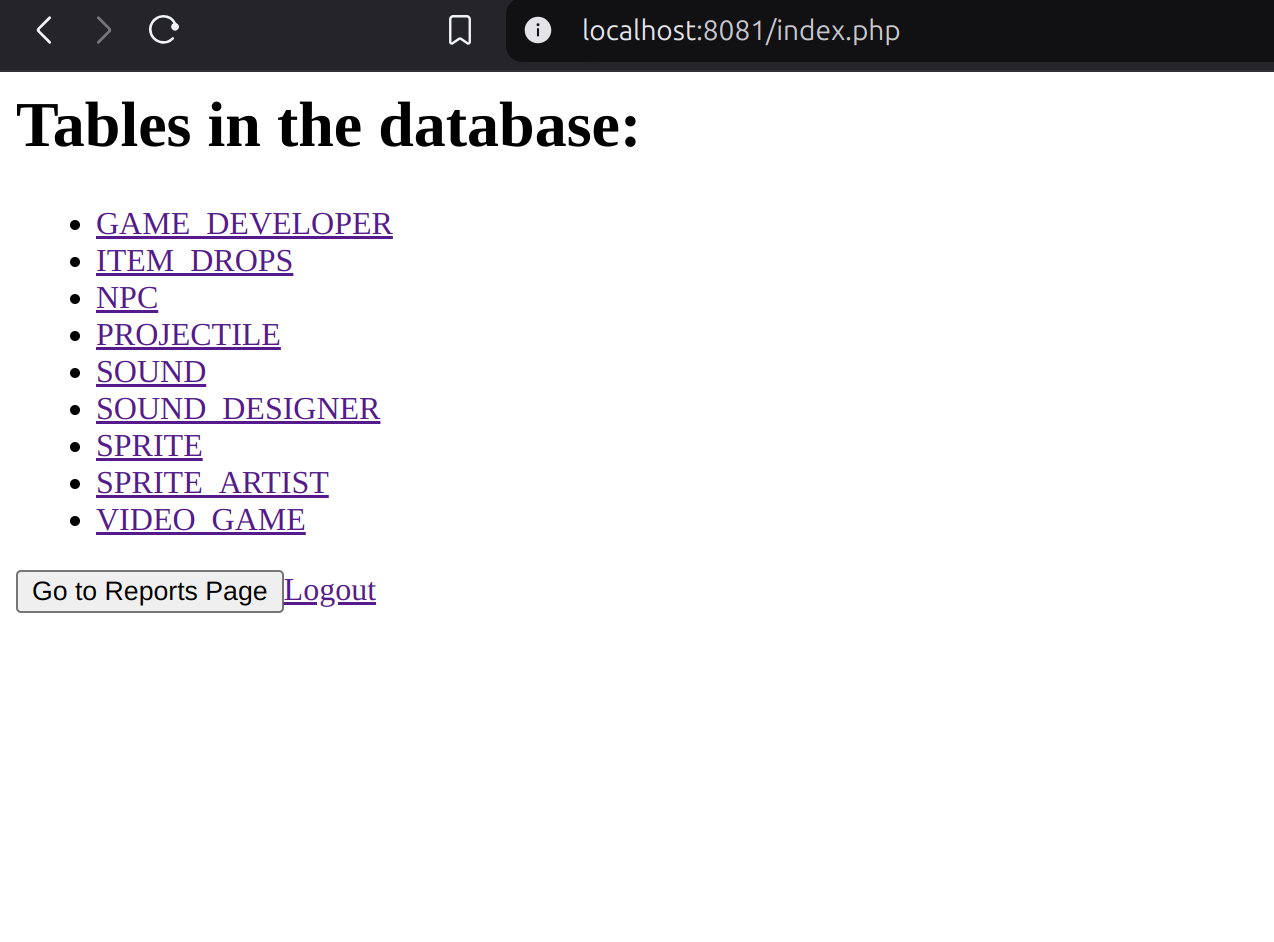 localhost:8081/index.php
Tables in the database:
GAME_DEVELOPER
ITEM_DROPS
NPC
PROJECTILE
SOUND
SOUND_DESIGNER
SPRITE
SPRITE_ARTIST
VIDEO_GAME
Go to Reports Page Logout